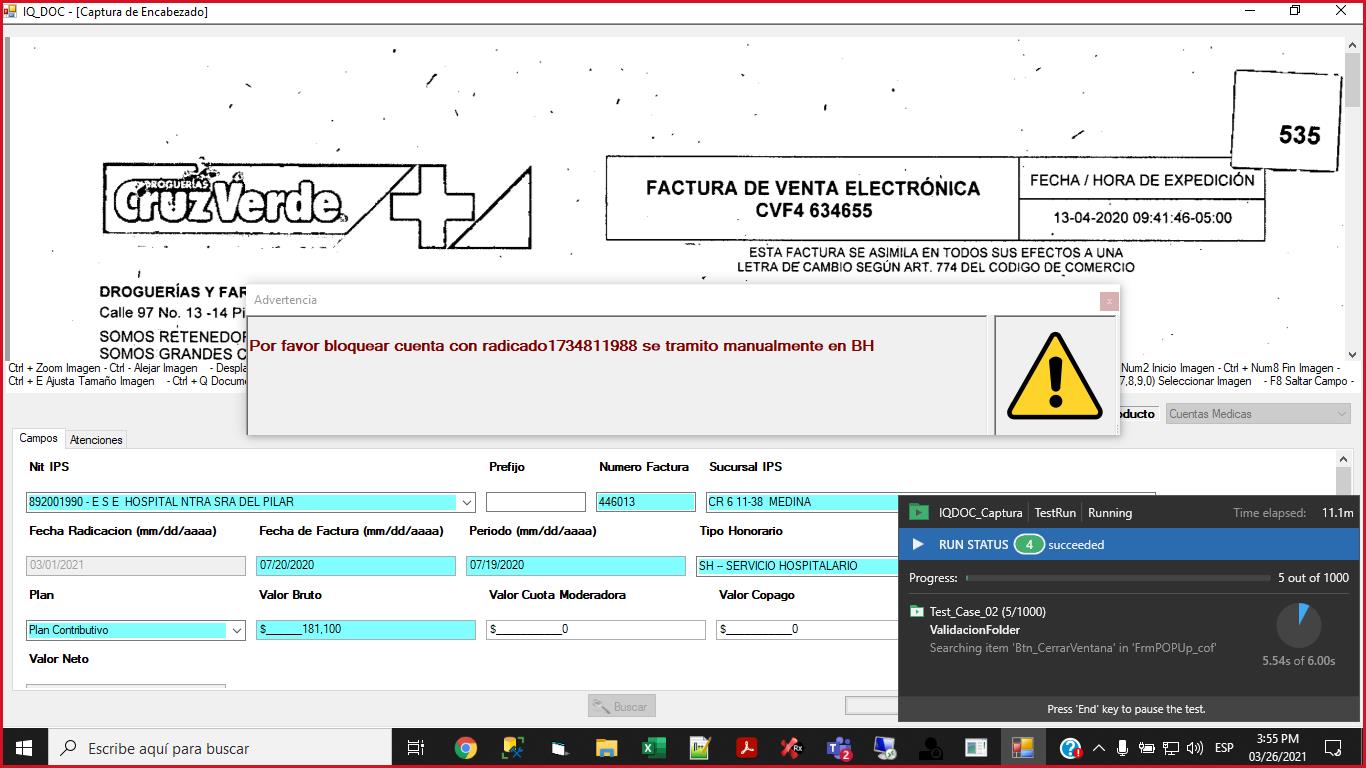 IQ_DOC - [Captura de Encabezado]
535
DROGUERÍAS
CruzVerde
FACTURA DE VENTA ELECTRÓNICA
CVF4 634655
FECHA / HORA DE EXPEDICIÓN
13-04-2020 09:41:46-05:00
ESTA FACTURA SE ASIMILA EN TODOS SUS EFECTOS A UNA
LETRA DE CAMBIO SEGÚN ART. 774 DEL CODIGO DE COMERCIO
DROGUERÍAS Y FAR
Calle 97 No. 13 -14 Pi
SOMOS RETENEDOR
SOMOS GRANDES C
Advertencia
x
Por favor bloquear cuenta con radicado1734811988 se tramito manualmente en BH
Ctrl + Zoom Imagen - Ctrl - Alejar Imagen - Despla
Num2 Inicio Imagen - Ctrl + Num8 Fin Imagen -
Ctrl + E Ajusta Tamaño Imagen - Ctrl + Q Docume
7,8,9,0) Seleccionar Imagen - F8 Saltar Campo -
oducto
Cuentas Medicas
Campos
Atenciones
Nit IPS
Prefijo
Numero Factura
Sucursal IPS
892001990 - E S E HOSPITAL NTRA SRA DEL PILAR
446013
CR 6 11-38 MEDINA
Fecha Radicacion (mm/dd/aaaa)
Fecha de Factura (mm/dd/aaaa)
Periodo (mm/dd/aaaa)
Tipo Honorario
03/01/2021
07/20/2020
07/19/2020
SH -- SERVICIO HOSPITALARIO
Plan
Valor Bruto
Valor Cuota Moderadora
Valor Copago
Plan Contributivo
$______181,100
$___________0
$___________0
Valor Neto
Buscar
IQDOC_Captura
TestRun
Running
Time elapsed: 11.1m
RUN STATUS 4 succeeded
Progress:
5 out of 1000
Test_Case_02 (5/1000)
ValidacionFolder
Searching item 'Btn_CerrarVentana' in 'FrmPOPUp_cof'
5.54s of 6.00s
Press 'End' key to pause the test.
Escribe aquí para buscar
2
ESP
3:55 PM
03/26/2021